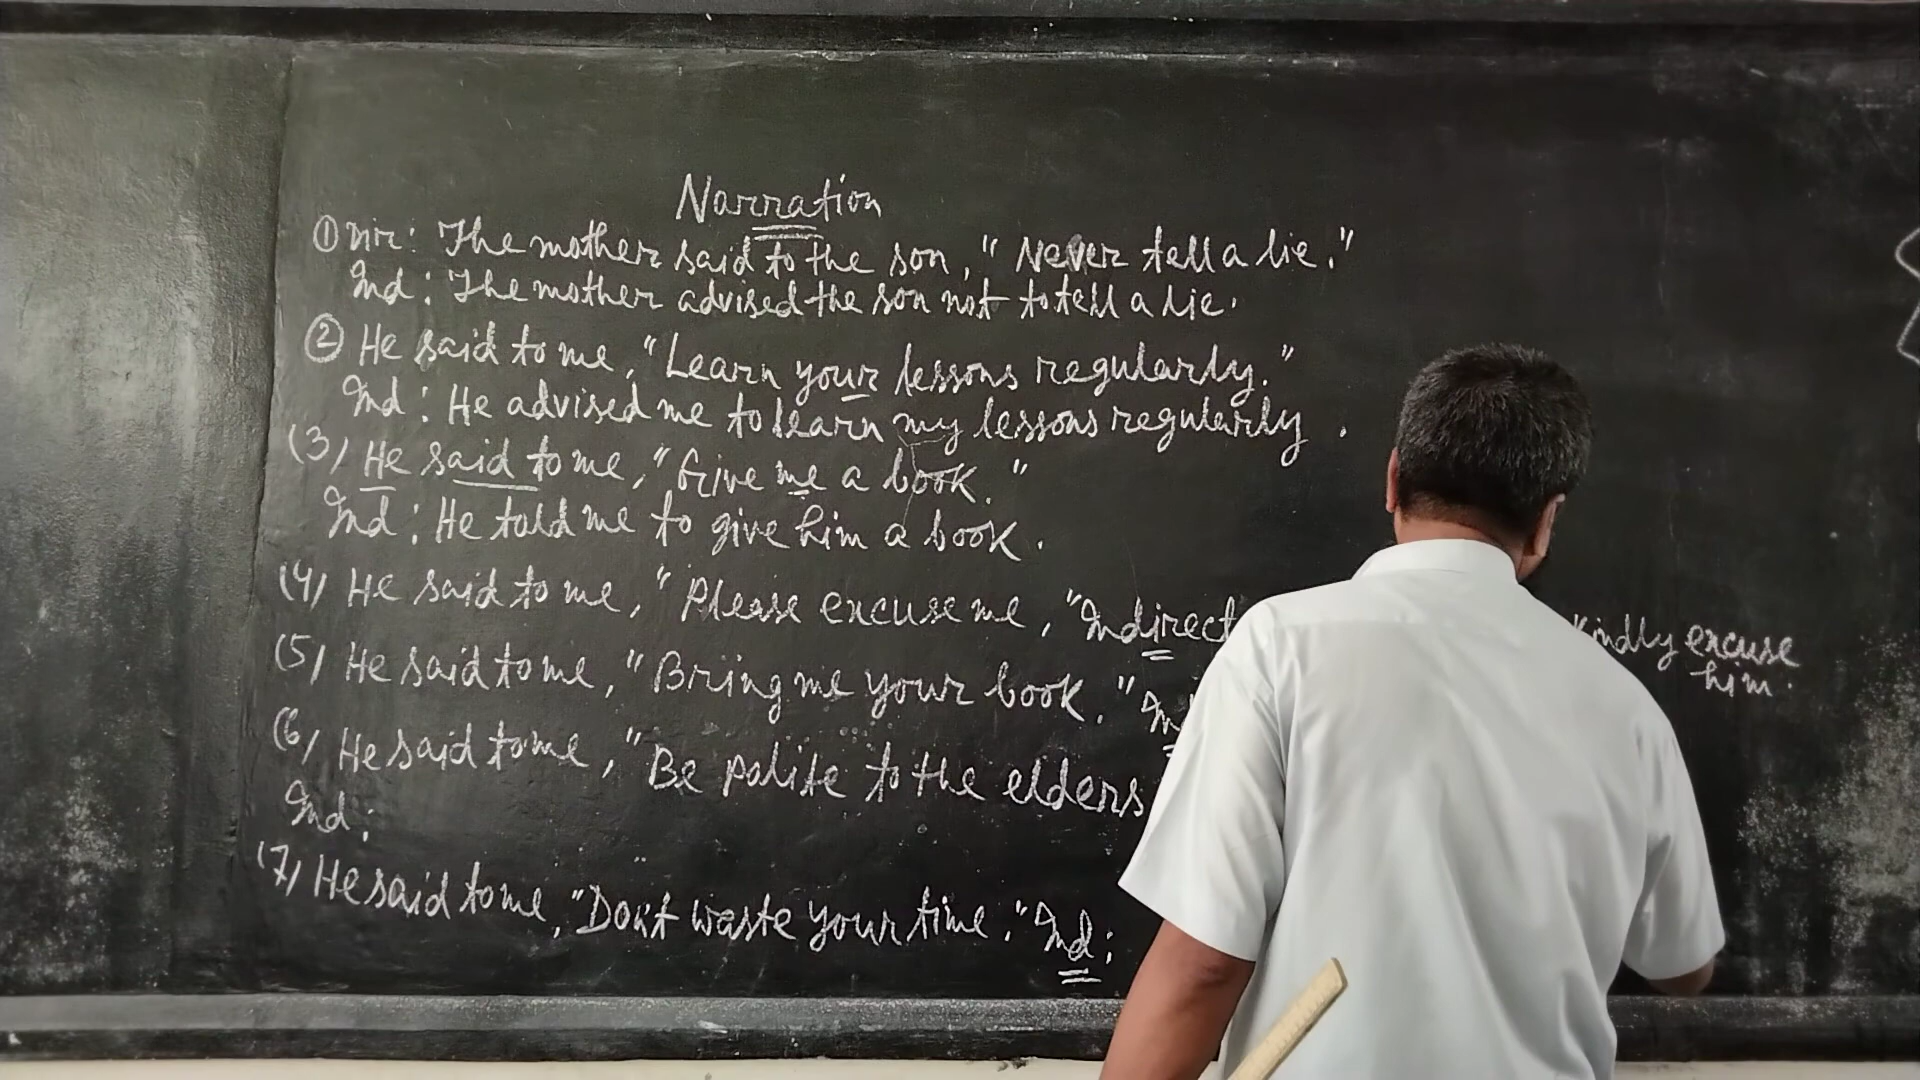 Narration
① Dir: The mother said to the son, "Never tell a lie."
Ind: The mother advised the son not to tell a lie.
② He said to me, "Learn your lessons regularly."
Ind: He advised me to learn my lessons regularly.
(3) He said to me, "Give me a book."
Ind: He told me to give him a book.
(4) He said to me, "Please excuse me, "Indirect kindly excuse
him.
(5) He said to me, "Bring me your book."
(6) He said to me, "Be polite to the elders
Ind:
(7) He said to me, "Don't waste your time." Ind: